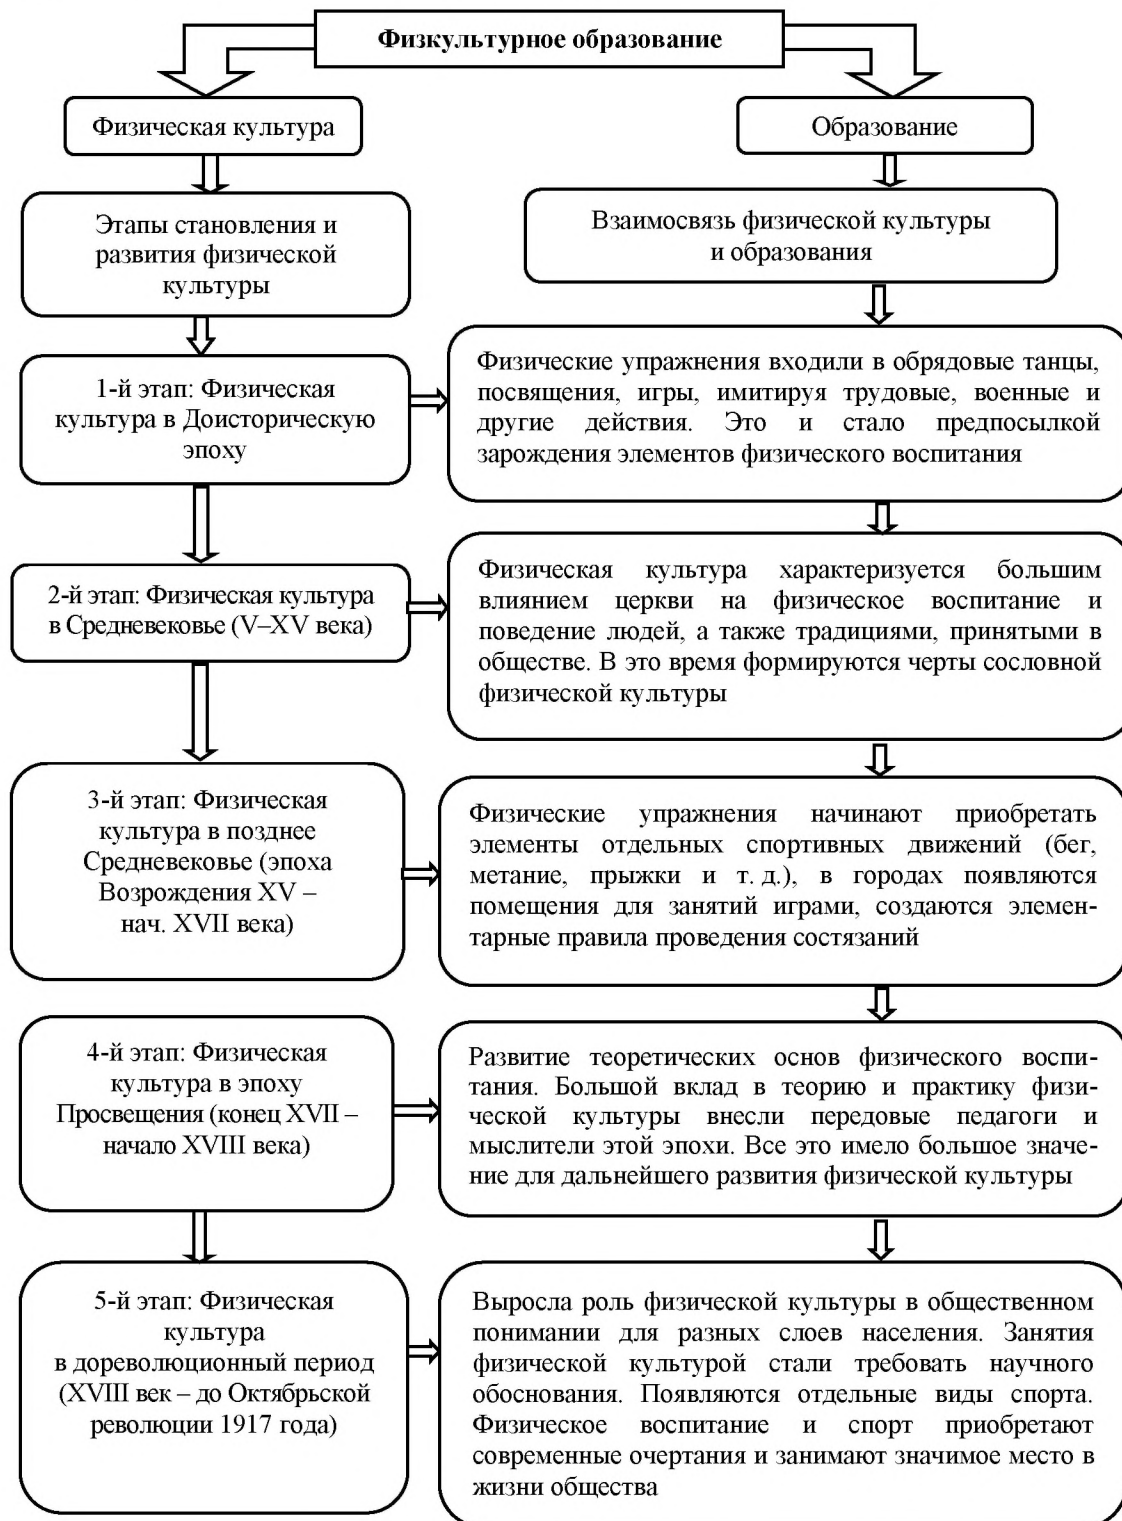 Физкультурное образование
Физическая культура
Образование
Этапы становления и
развития физической
культуры
Взаимосвязь физической культуры
и образования
1-й этап: Физическая
культура в Доисторическую
эпоху
Физические упражнения входили в обрядовые танцы,
посвящения, игры, имитируя трудовые, военные и
другие действия. Это и стало предпосылкой
зарождения элементов физического воспитания
2-й этап: Физическая культура
в Средневековье (V–XV века)
Физическая культура характеризуется большим
влиянием церкви на физическое воспитание и
поведение людей, а также традициями, принятыми в
обществе. В это время формируются черты сословной
физической культуры
3-й этап: Физическая
культура в позднее
Средневековье (эпоха
Возрождения XV –
нач. XVII века)
Физические упражнения начинают приобретать
элементы отдельных спортивных движений (бег,
метание, прыжки и т. д.), в городах появляются
помещения для занятий играми, создаются элемен-
тарные правила проведения состязаний
4-й этап: Физическая
культура в эпоху
Просвещения (конец XVII –
начало XVIII века)
Развитие теоретических основ физического воспи-
тания. Большой вклад в теорию и практику физи-
ческой культуры внесли передовые педагоги и
мыслители этой эпохи. Все это имело большое значе-
ние для дальнейшего развития физической культуры
5-й этап: Физическая
культура
в дореволюционный период
(XVIII век – до Октябрьской
революции 1917 года)
Выросла роль физической культуры в общественном
понимании для разных слоев населения. Занятия
физической культурой стали требовать научного
обоснования. Появляются отдельные виды спорта.
Физическое воспитание и спорт приобретают
современные очертания и занимают значимое место в
жизни общества